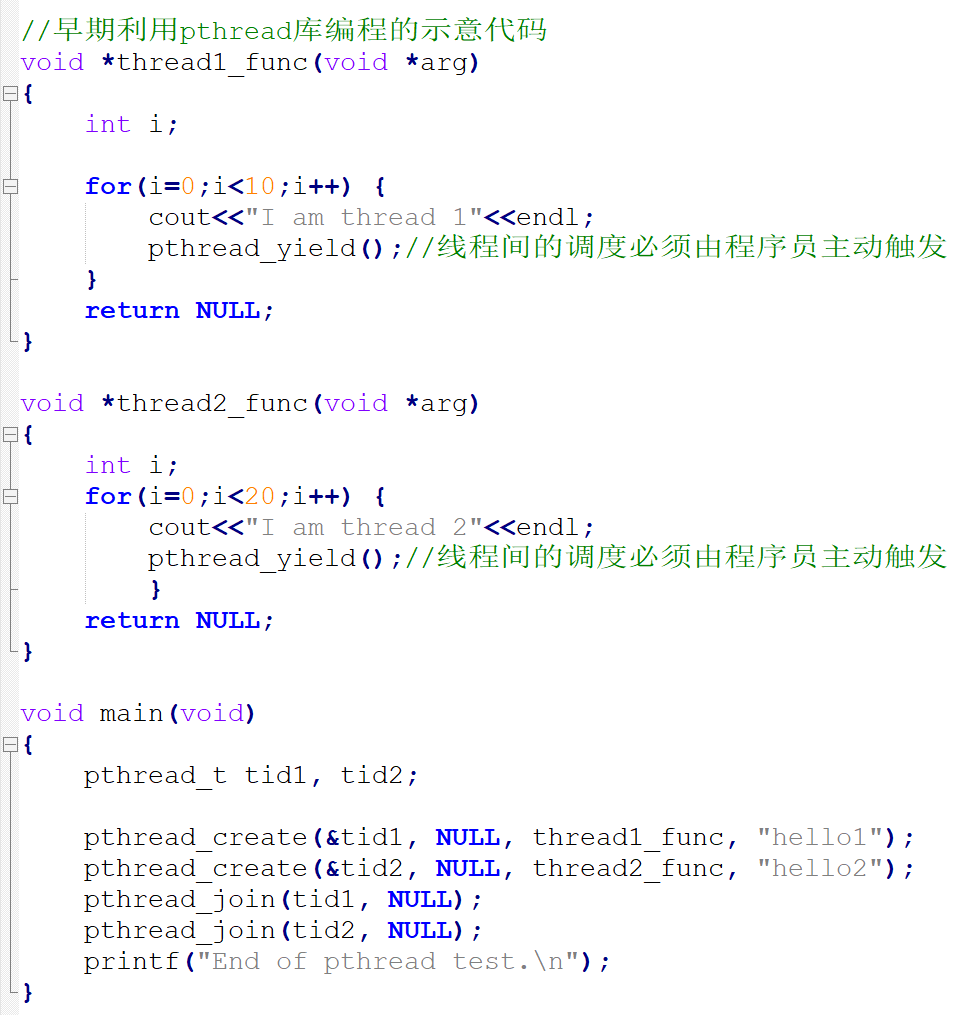 //早期利用pthread库编程的示意代码
void *thread1_func(void *arg)
{
    int i;

    for(i=0;i<10;i++) {
        cout<<"I am thread 1"<<endl;
        pthread_yield();//线程间的调度必须由程序员主动触发
    }
    return NULL;
}

void *thread2_func(void *arg)
{
    int i;
    for(i=0;i<20;i++) {
        cout<<"I am thread 2"<<endl;
        pthread_yield();//线程间的调度必须由程序员主动触发
        }
    return NULL;
}

void main(void)
{
    pthread_t tid1, tid2;

    pthread_create(&tid1, NULL, thread1_func, "hello1");
    pthread_create(&tid2, NULL, thread2_func, "hello2");
    pthread_join(tid1, NULL);
    pthread_join(tid2, NULL);
    printf("End of pthread test.\n");
}